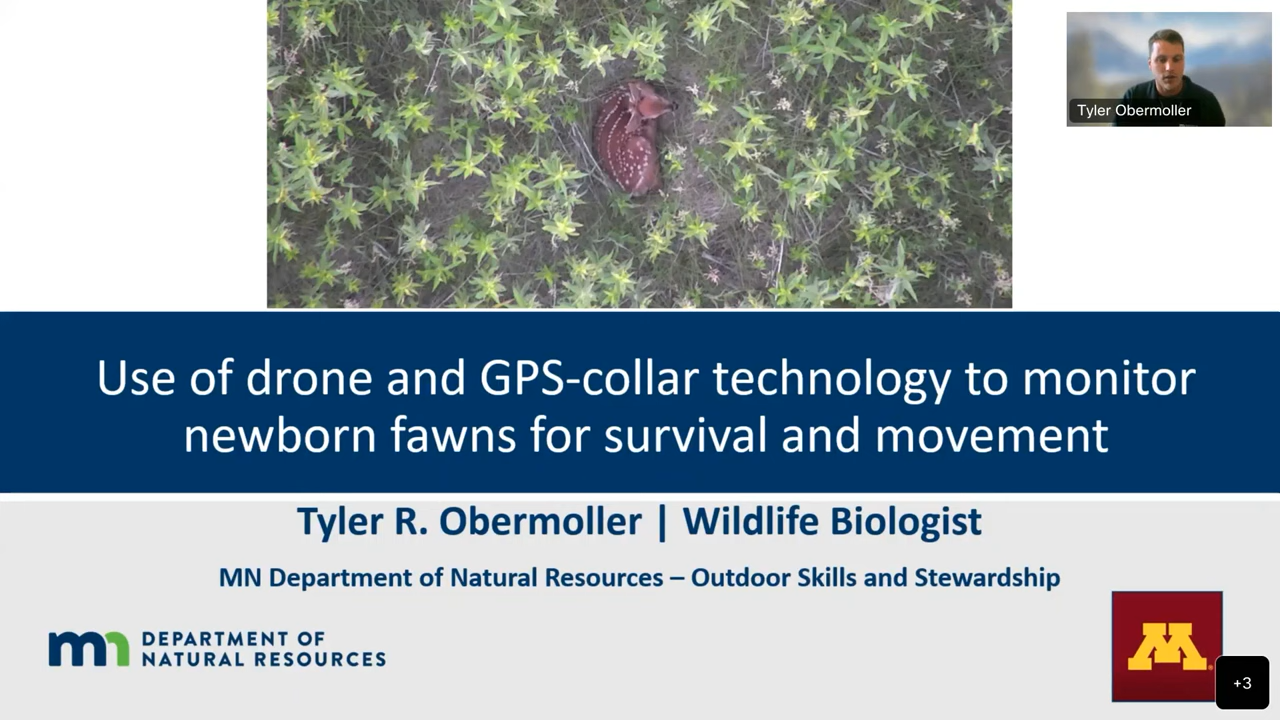 Tyler Obermoller
Use of drone and GPS-collar technology to monitor
newborn fawns for survival and movement
Tyler R. Obermoller | Wildlife Biologist
MN Department of Natural Resources – Outdoor Skills and Stewardship
mn DEPARTMENT OF
NATURAL RESOURCES
M
+3